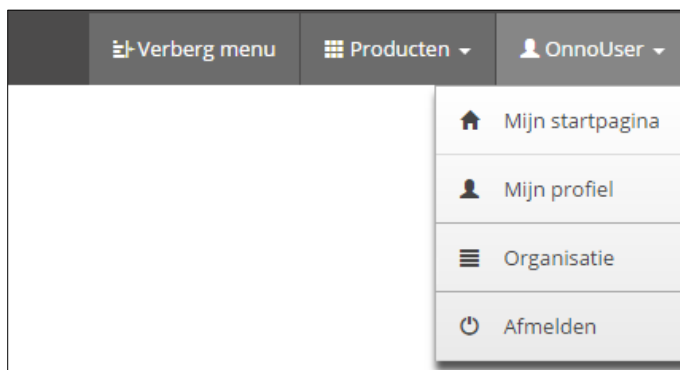 Verberg menu Producten OnnoUser
Mijn startpagina
Mijn profiel
Organisatie
Afmelden